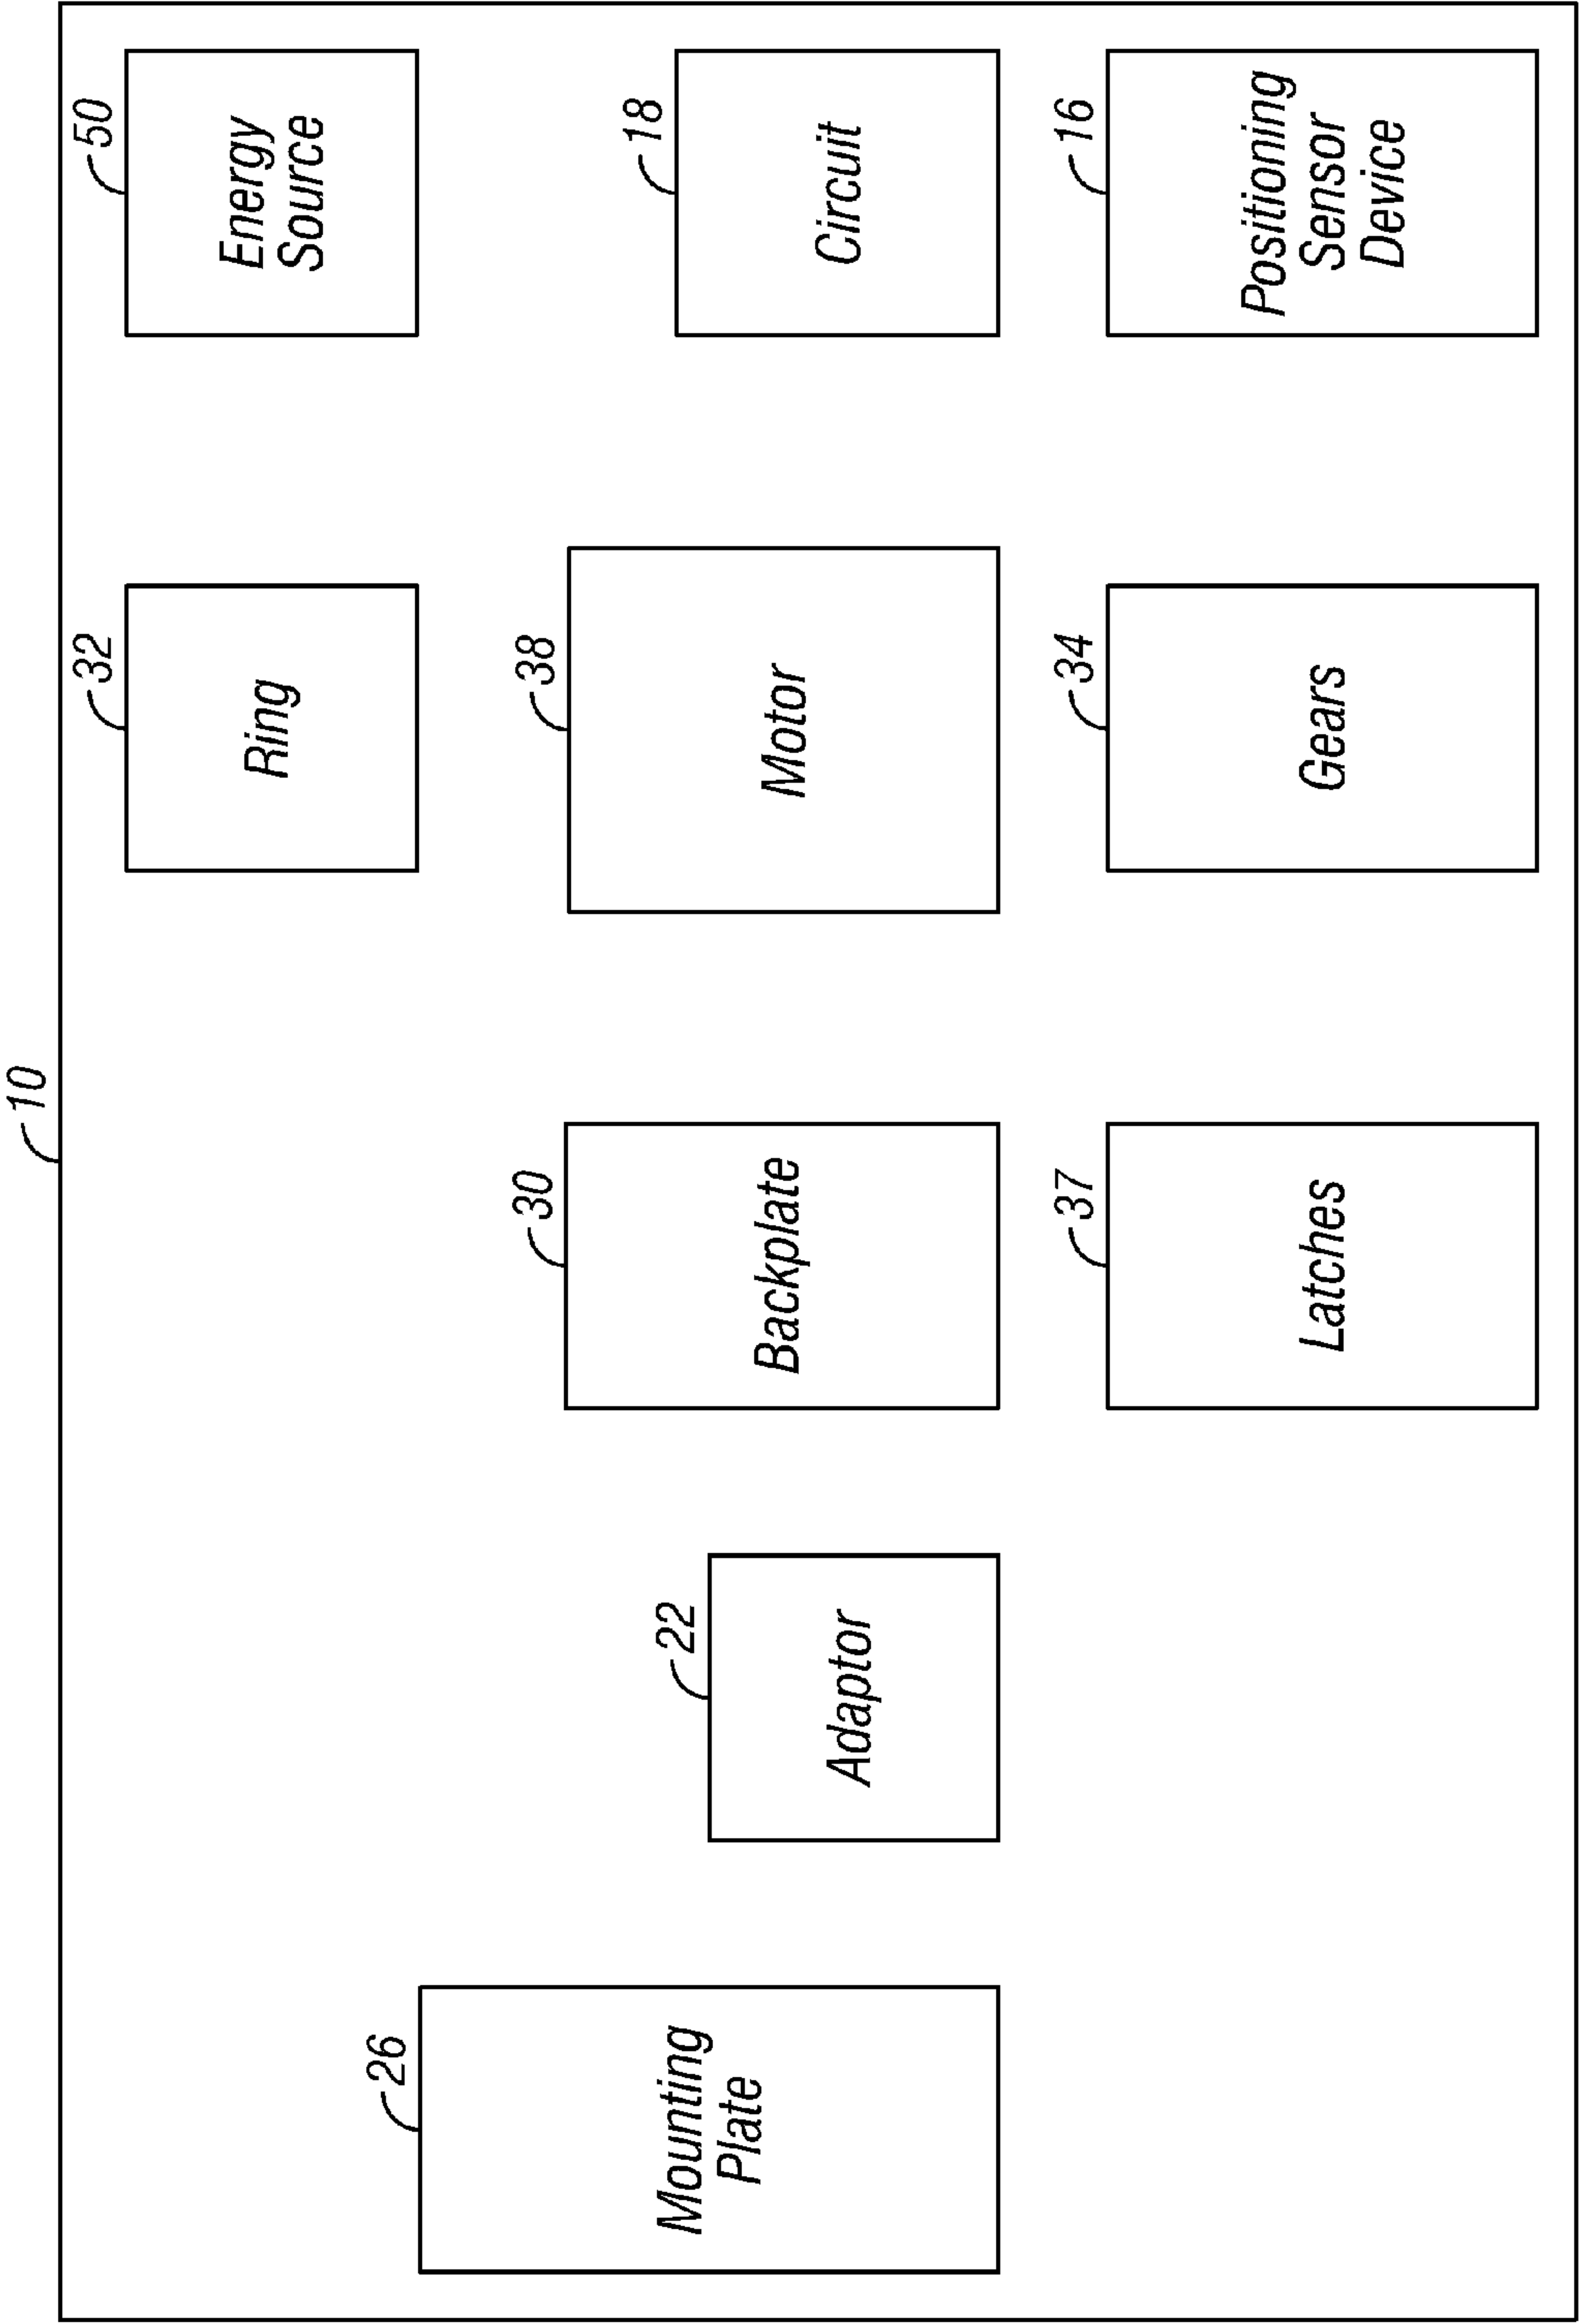 10
32
Ring
50
Energy
Source
26
Mounting
Plate
22
Adaptor
30
Backplate
38
Motor
18
Circuit
37
Latches
34
Gears
16
Positioning
Sensor
Device